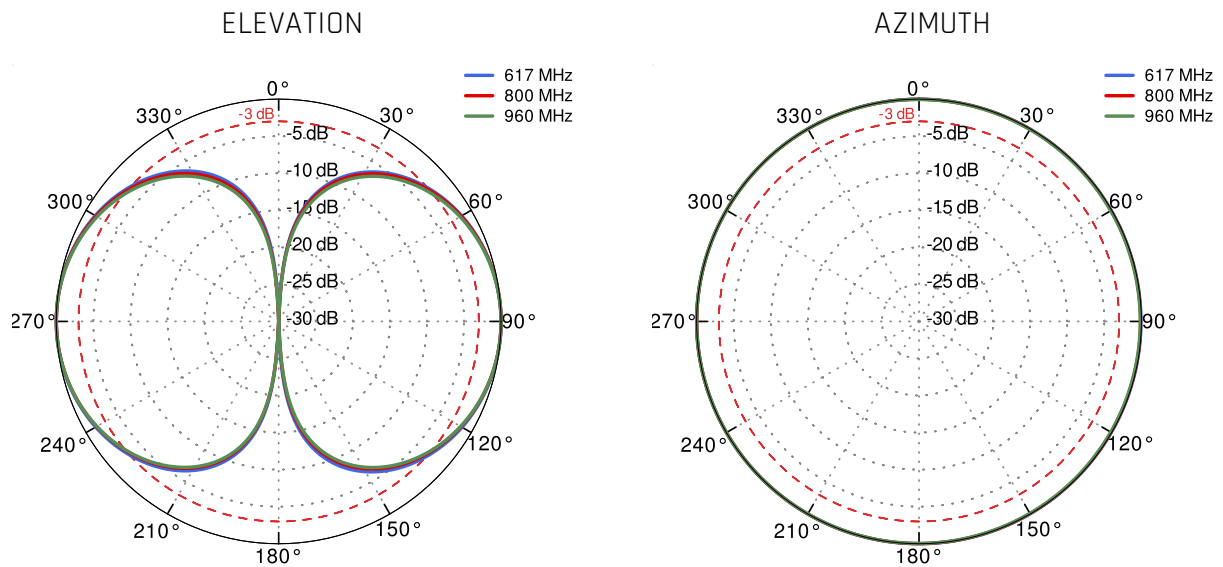 ELEVATION
617 MHz
800 MHz
960 MHz
0°
330°
-3 dB
30°
-5 dB
-10 dB
300°
60°
-15 dB
-20 dB
-25 dB
270°
-30 dB
90°
240°
120°
210°
150°
180°
AZIMUTH
617 MHz
800 MHz
960 MHz
0°
330°
-3 dB
30°
-5 dB
-10 dB
300°
60°
-15 dB
-20 dB
-25 dB
270°
-30 dB
90°
240°
120°
210°
150°
180°